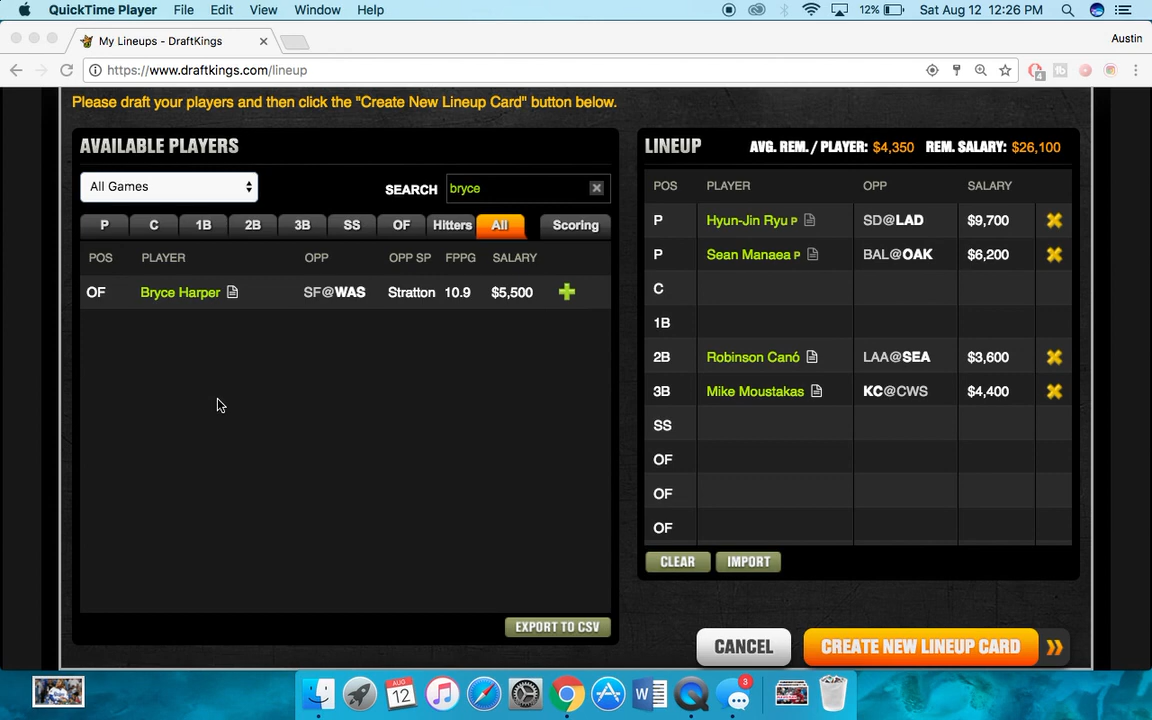 QuickTime Player File Edit View Window Help 12% Sat Aug 12 12:26 PM
My Lineups - DraftKings Austin
https://www.draftkings.com/lineup 4
Please draft your players and then click the "Create New Lineup Card" button below.
AVAILABLE PLAYERS
All Games SEARCH bryce
P C 1B 2B 3B SS OF Hitters All Scoring
POS PLAYER OPP OPP SP FPPG SALARY
OF Bryce Harper SF@WAS Stratton 10.9 $5,500
EXPORT TO CSV
LINEUP AVG. REM. / PLAYER: $4,350 REM. SALARY: $26,100
POS PLAYER OPP SALARY
P Hyun-Jin Ryu P SD@LAD $9,700
P Sean Manaea P BAL@OAK $6,200
C
1B
2B Robinson Canó LAA@SEA $3,600
3B Mike Moustakas KC@CWS $4,400
SS
OF
OF
OF
CLEAR IMPORT
CANCEL CREATE NEW LINEUP CARD
AUG 12 W 3